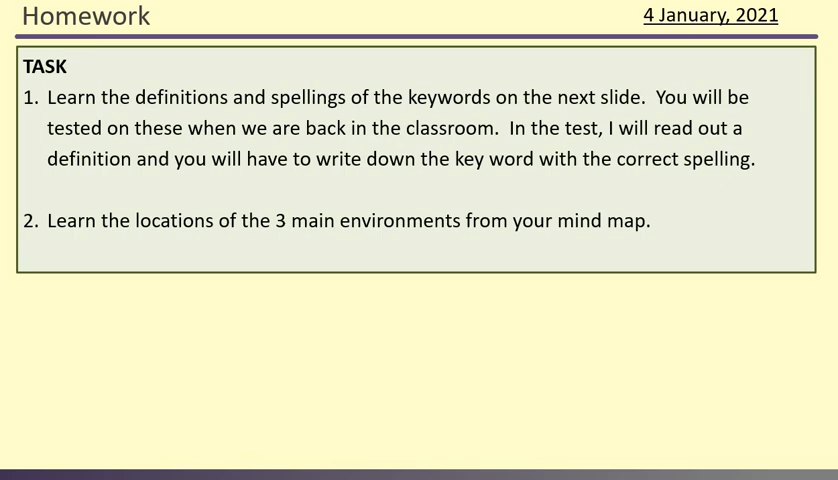 Homework
4 January, 2021
TASK
1. Learn the definitions and spellings of the keywords on the next slide. You will be
tested on these when we are back in the classroom. In the test, I will read out a
definition and you will have to write down the key word with the correct spelling.
2. Learn the locations of the 3 main environments from your mind map.